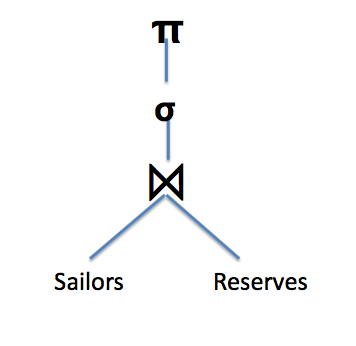 π
σ
⋈
Sailors Reserves